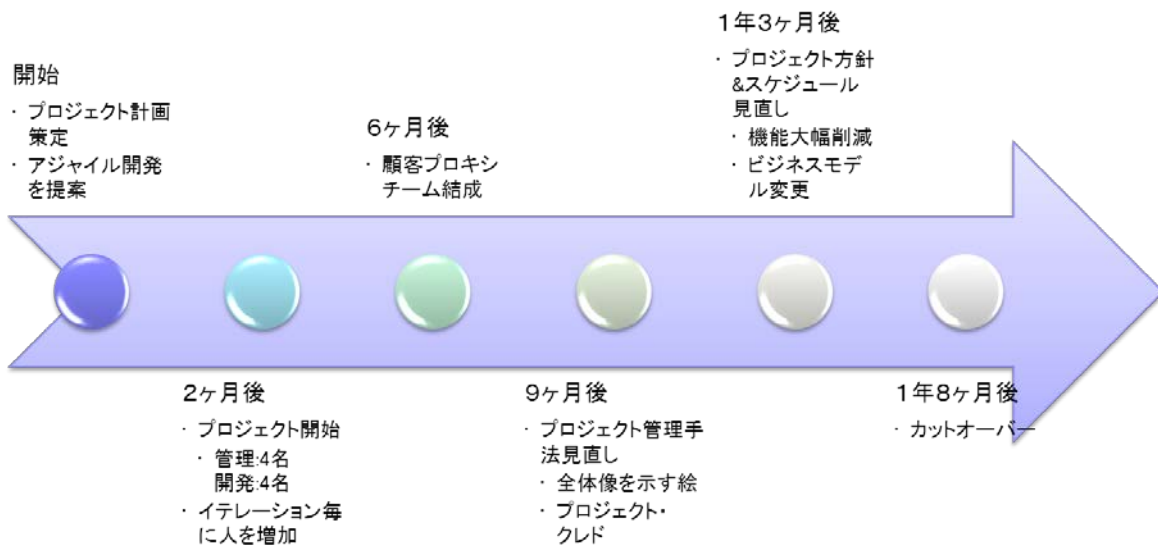 開始
・ プロジェクト計画
策定
・ アジャイル開発
を提案
2ヶ月後
・ プロジェクト開始
・ 管理:4名
開発:4名
・ イテレーション毎
に人を増加
6ヶ月後
・ 顧客プロキシ
チーム結成
9ヶ月後
・ プロジェクト管理手
法見直し
・ 全体像を示す絵
・ プロジェクト・
クレド
1年3ヶ月後
・ プロジェクト方針
&スケジュール
見直し
・ 機能大幅削減
・ ビジネスモデ
ル変更
1年8ヶ月後
・ カットオーバー